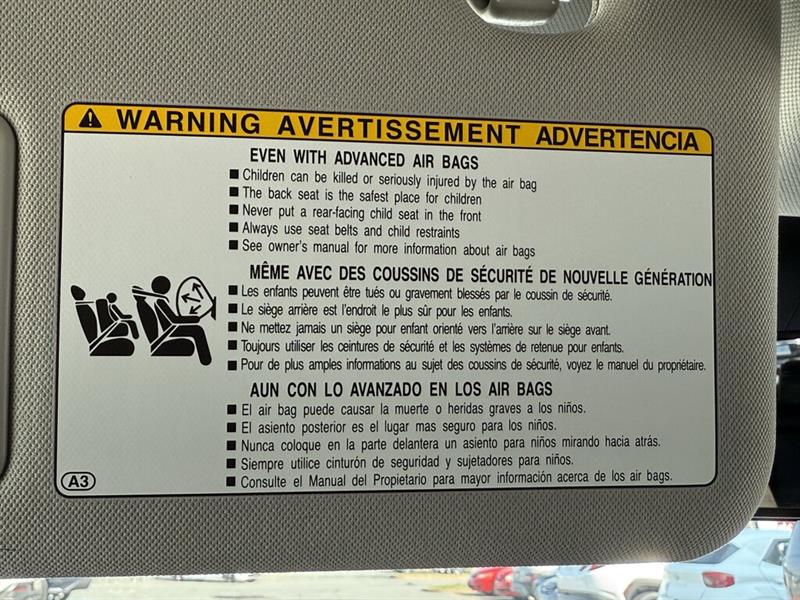 WARNING AVERTISSEMENT ADVERTENCIA
EVEN WITH ADVANCED AIR BAGS
■ Children can be killed or seriously injured by the air bag
■ The back seat is the safest place for children
■ Never put a rear-facing child seat in the front
■ Always use seat belts and child restraints
■ See owner's manual for more information about air bags
MÊME AVEC DES COUSSINS DE SÉCURITÉ DE NOUVELLE GÉNÉRATION
■ Les enfants peuvent être tués ou gravement blessés par le coussin de sécurité.
■ Le siège arrière est l'endroit le plus sûr pour les enfants.
■ Ne mettez jamais un siège pour enfant orienté vers l'arrière sur le siège avant.
■ Toujours utiliser les ceintures de sécurité et les systèmes de retenue pour enfants.
■ Pour de plus amples informations au sujet des coussins de sécurité, voyez le manuel du propriétaire.
AUN CON LO AVANZADO EN LOS AIR BAGS
■ El air bag puede causar la muerte o heridas graves a los niños.
■ El asiento posterior es el lugar mas seguro para los niños.
■ Nunca coloque en la parte delantera un asiento para niños mirando hacia atrás.
■ Siempre utilice cinturón de seguridad y sujetadores para niños.
■ Consulte el Manual del Propietario para mayor información acerca de los air bags.
A3